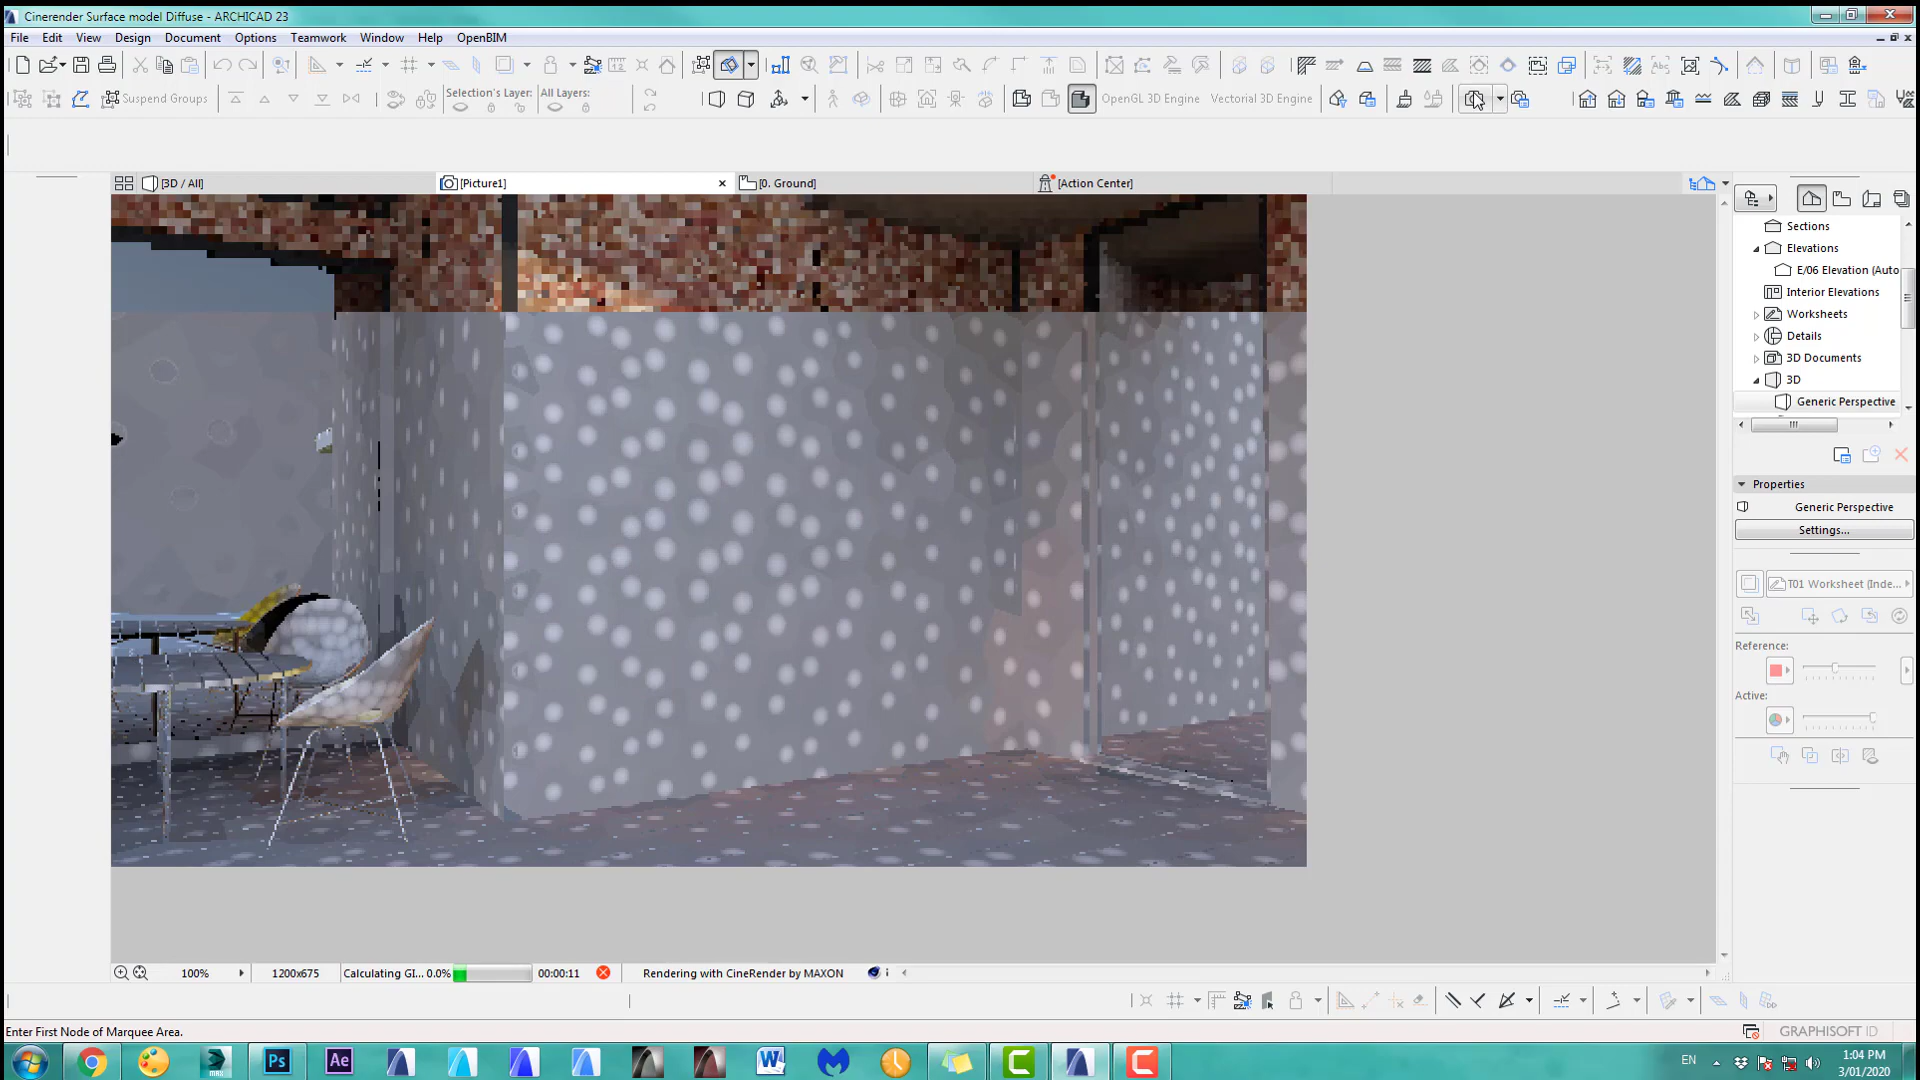 Cinerender Surface model Diffuse - ARCHICAD 23
File Edit View Design Document Options Teamwork Window Help OpenBIM
Suspend Groups Selection's Layer: All Layers: OpenGL 3D Engine Vectorial 3D Engine
[3D / All] [Picture1] [0. Ground] [Action Center]
Sections
Elevations
E/06 Elevation (Auto
Interior Elevations
Worksheets
Details
3D Documents
3D
Generic Perspective
Properties
Generic Perspective
Settings...
T01 Worksheet (Inde...
Reference:
Active:
100% 1200x675 Calculating GI... 0.0% 00:00:11 Rendering with CineRender by MAXON
Enter First Node of Marquee Area.
GRAPHISOFT ID
Ps Ae MAX W C C
EN 1:04 PM
3/01/2020